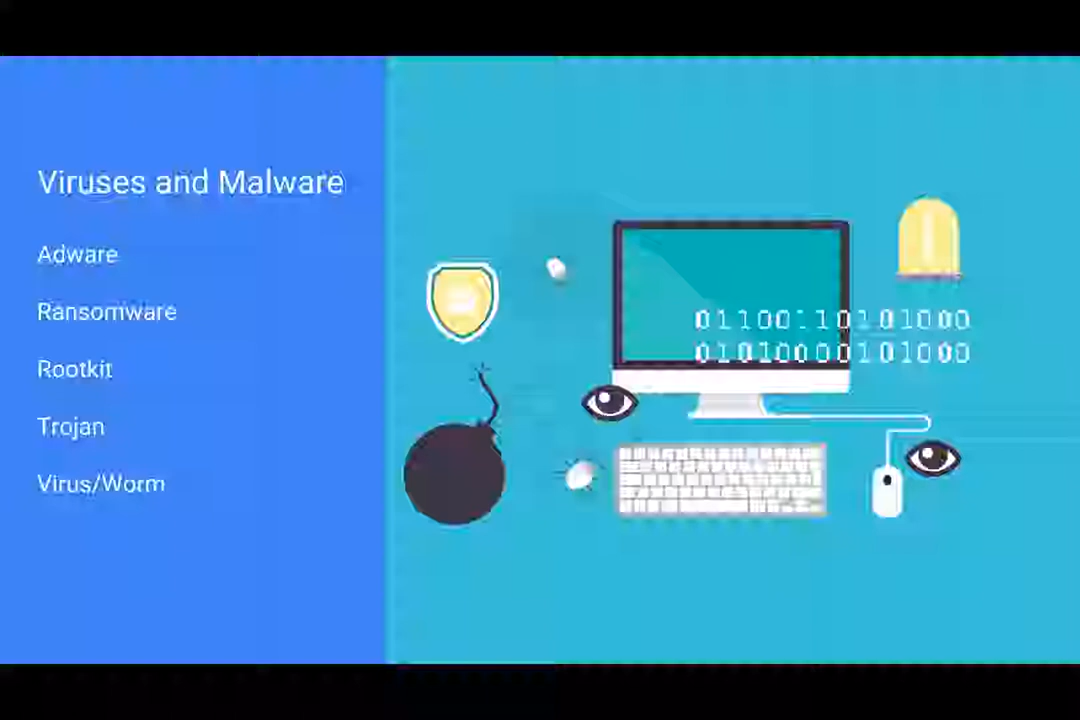 Viruses and Malware
Adware
Ransomware
Rootkit
Trojan
Virus/Worm
01100110101000
01010000101000